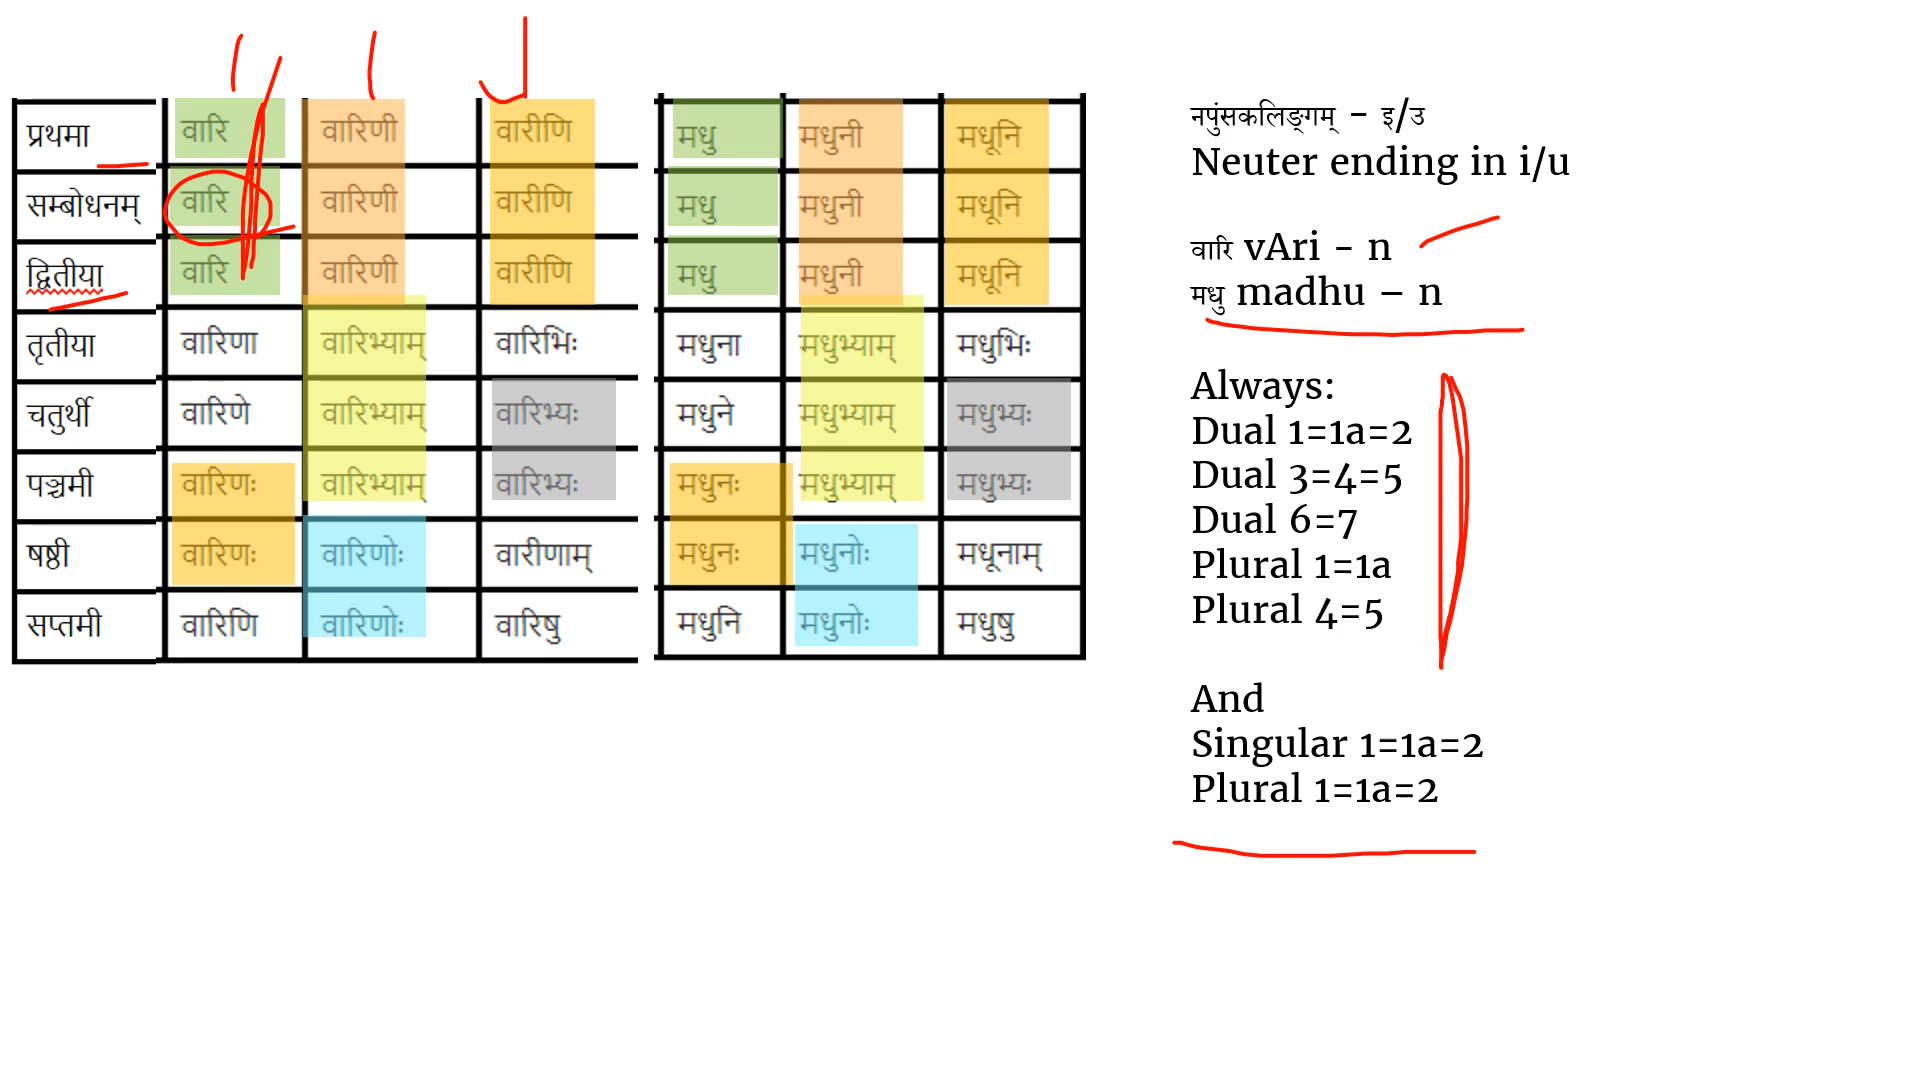 प्रथमा वारि वारिणी वारीणि मधु मधुनी मधूनि
सम्बोधनम् वारि वारिणी वारीणि मधु मधुनी मधूनि
द्वितीया वारि वारिणी वारीणि मधु मधुनी मधूनि
तृतीया वारिणा वारिभ्याम् वारिभिः मधुना मधुभ्याम् मधुभिः
चतुर्थी वारिणे वारिभ्याम् वारिभ्यः मधुने मधुभ्याम् मधुभ्यः
पञ्चमी वारिणः वारिभ्याम् वारिभ्यः मधुनः मधुभ्याम् मधुभ्यः
षष्ठी वारिणः वारिणोः वारीणाम् मधुनः मधुनोः मधूनाम्
सप्तमी वारिणि वारिणोः वारिषु मधुनि मधुनोः मधुषु
नपुंसकलिङ्गम् – इ/उ
Neuter ending in i/u
वारि vAri - n
मधु madhu – n
Always:
Dual 1=1a=2
Dual 3=4=5
Dual 6=7
Plural 1=1a
Plural 4=5
And
Singular 1=1a=2
Plural 1=1a=2